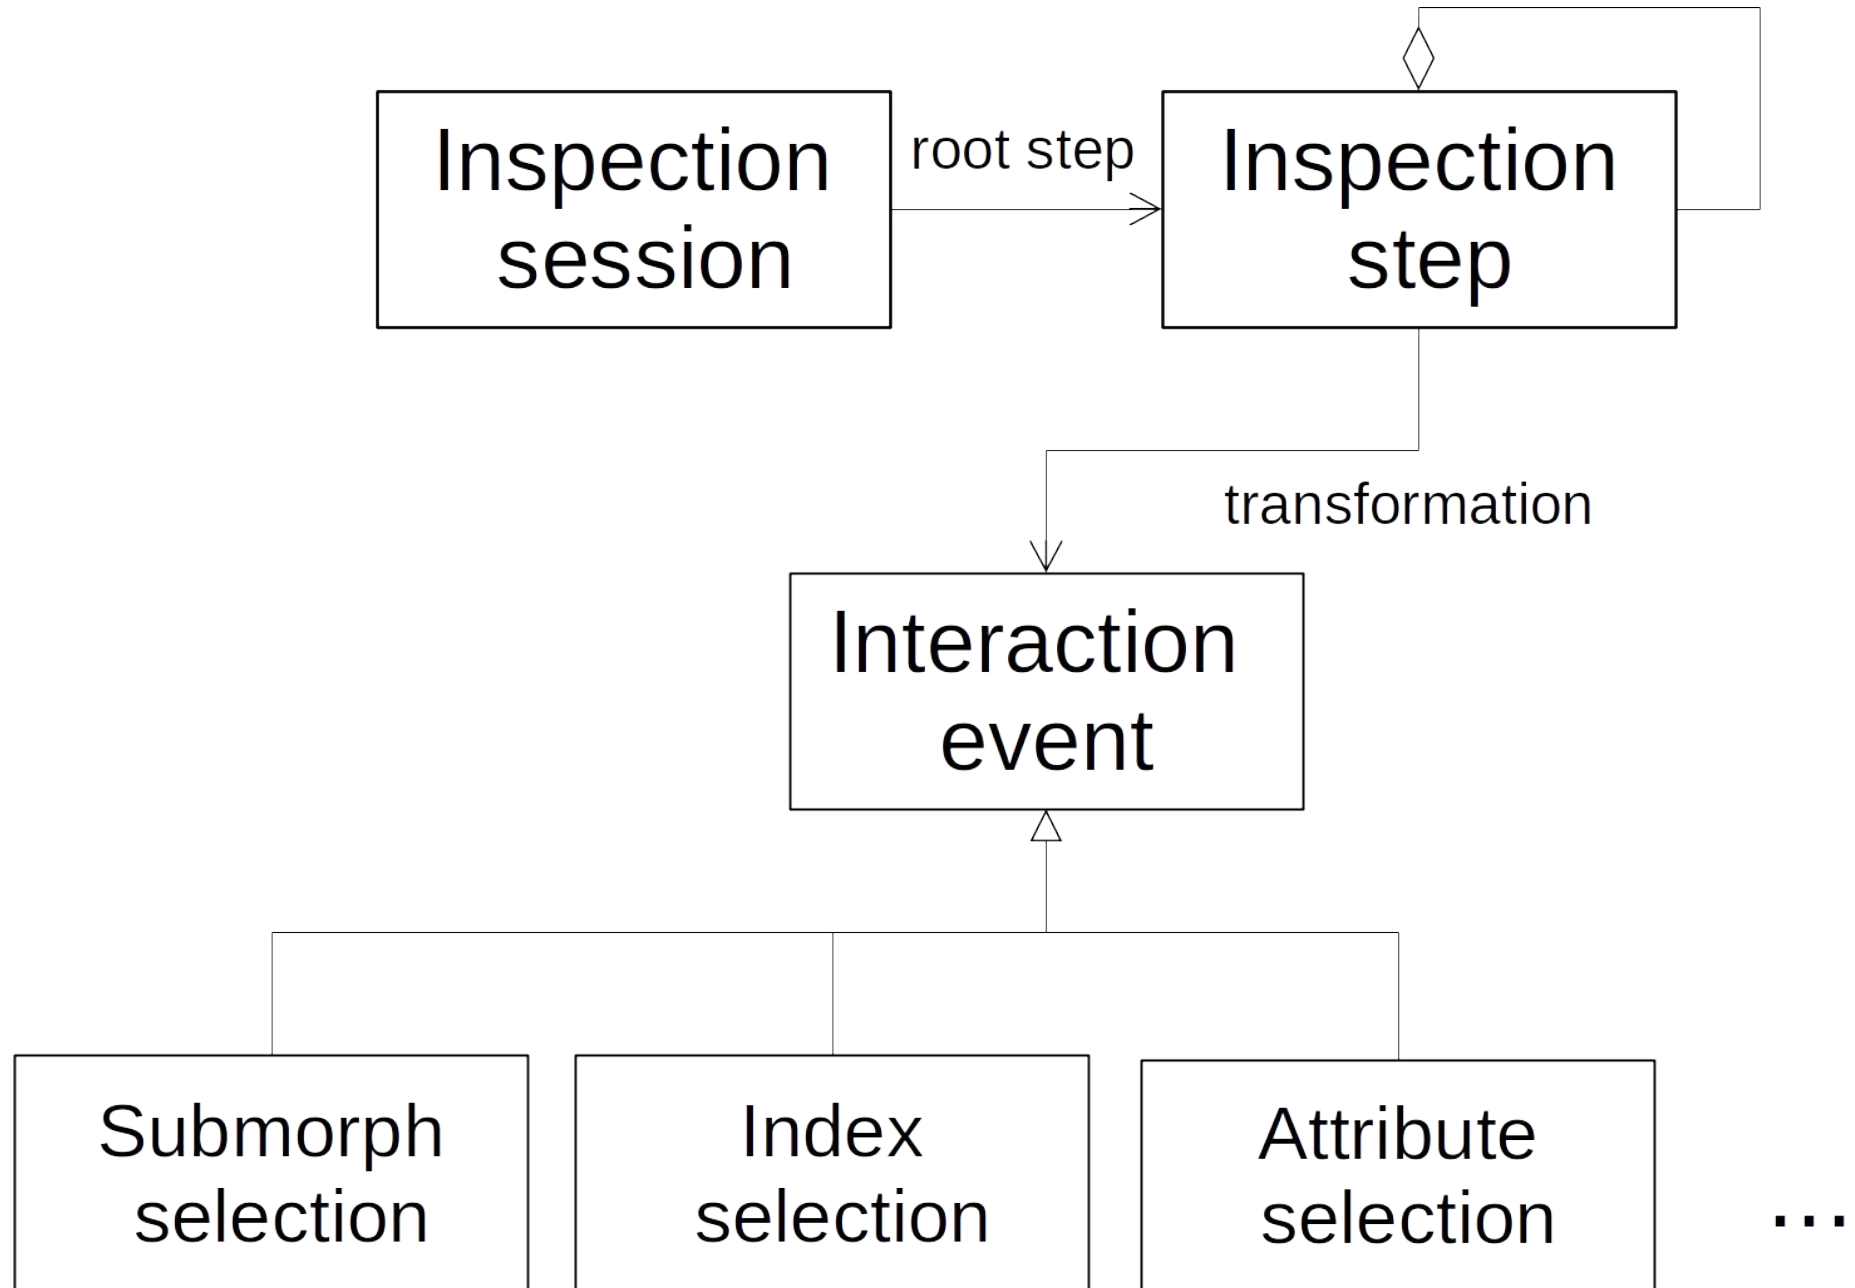 Inspection
session
root step
Inspection
step
transformation
Interaction
event
Submorph
selection
Index
selection
Attribute
selection
...